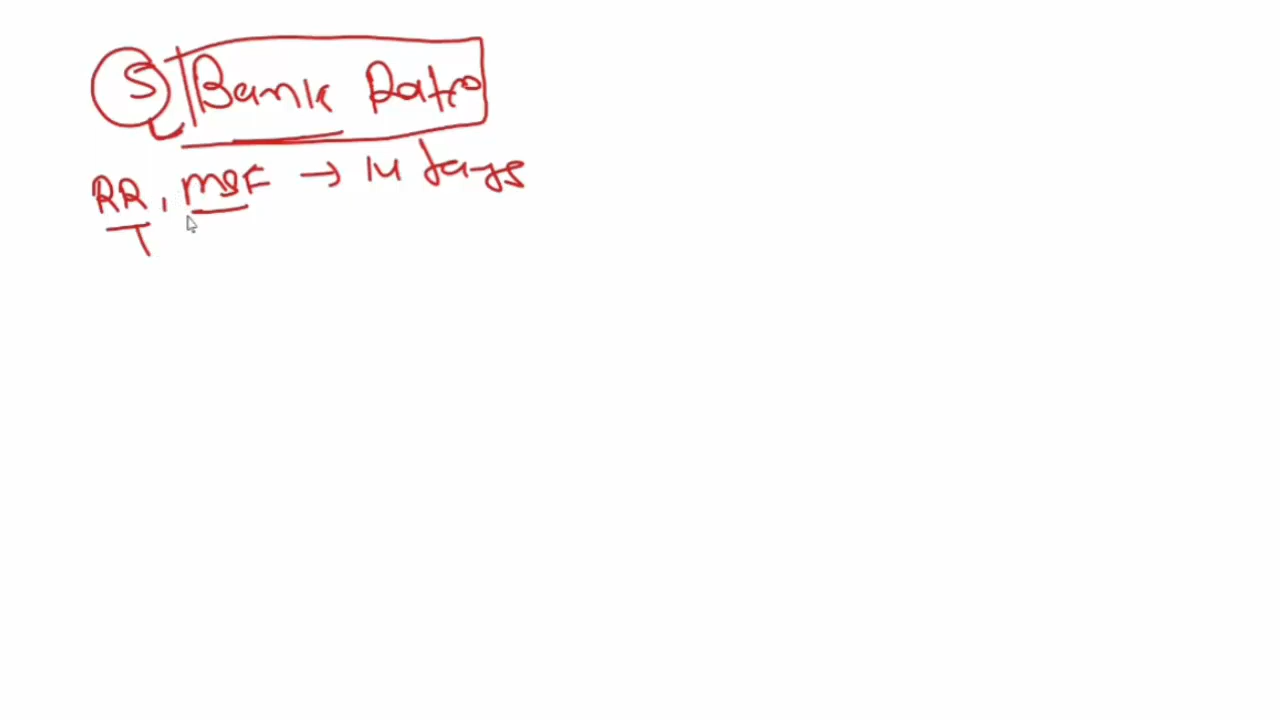 5 Bank Rate
RR, MSF → 14 days